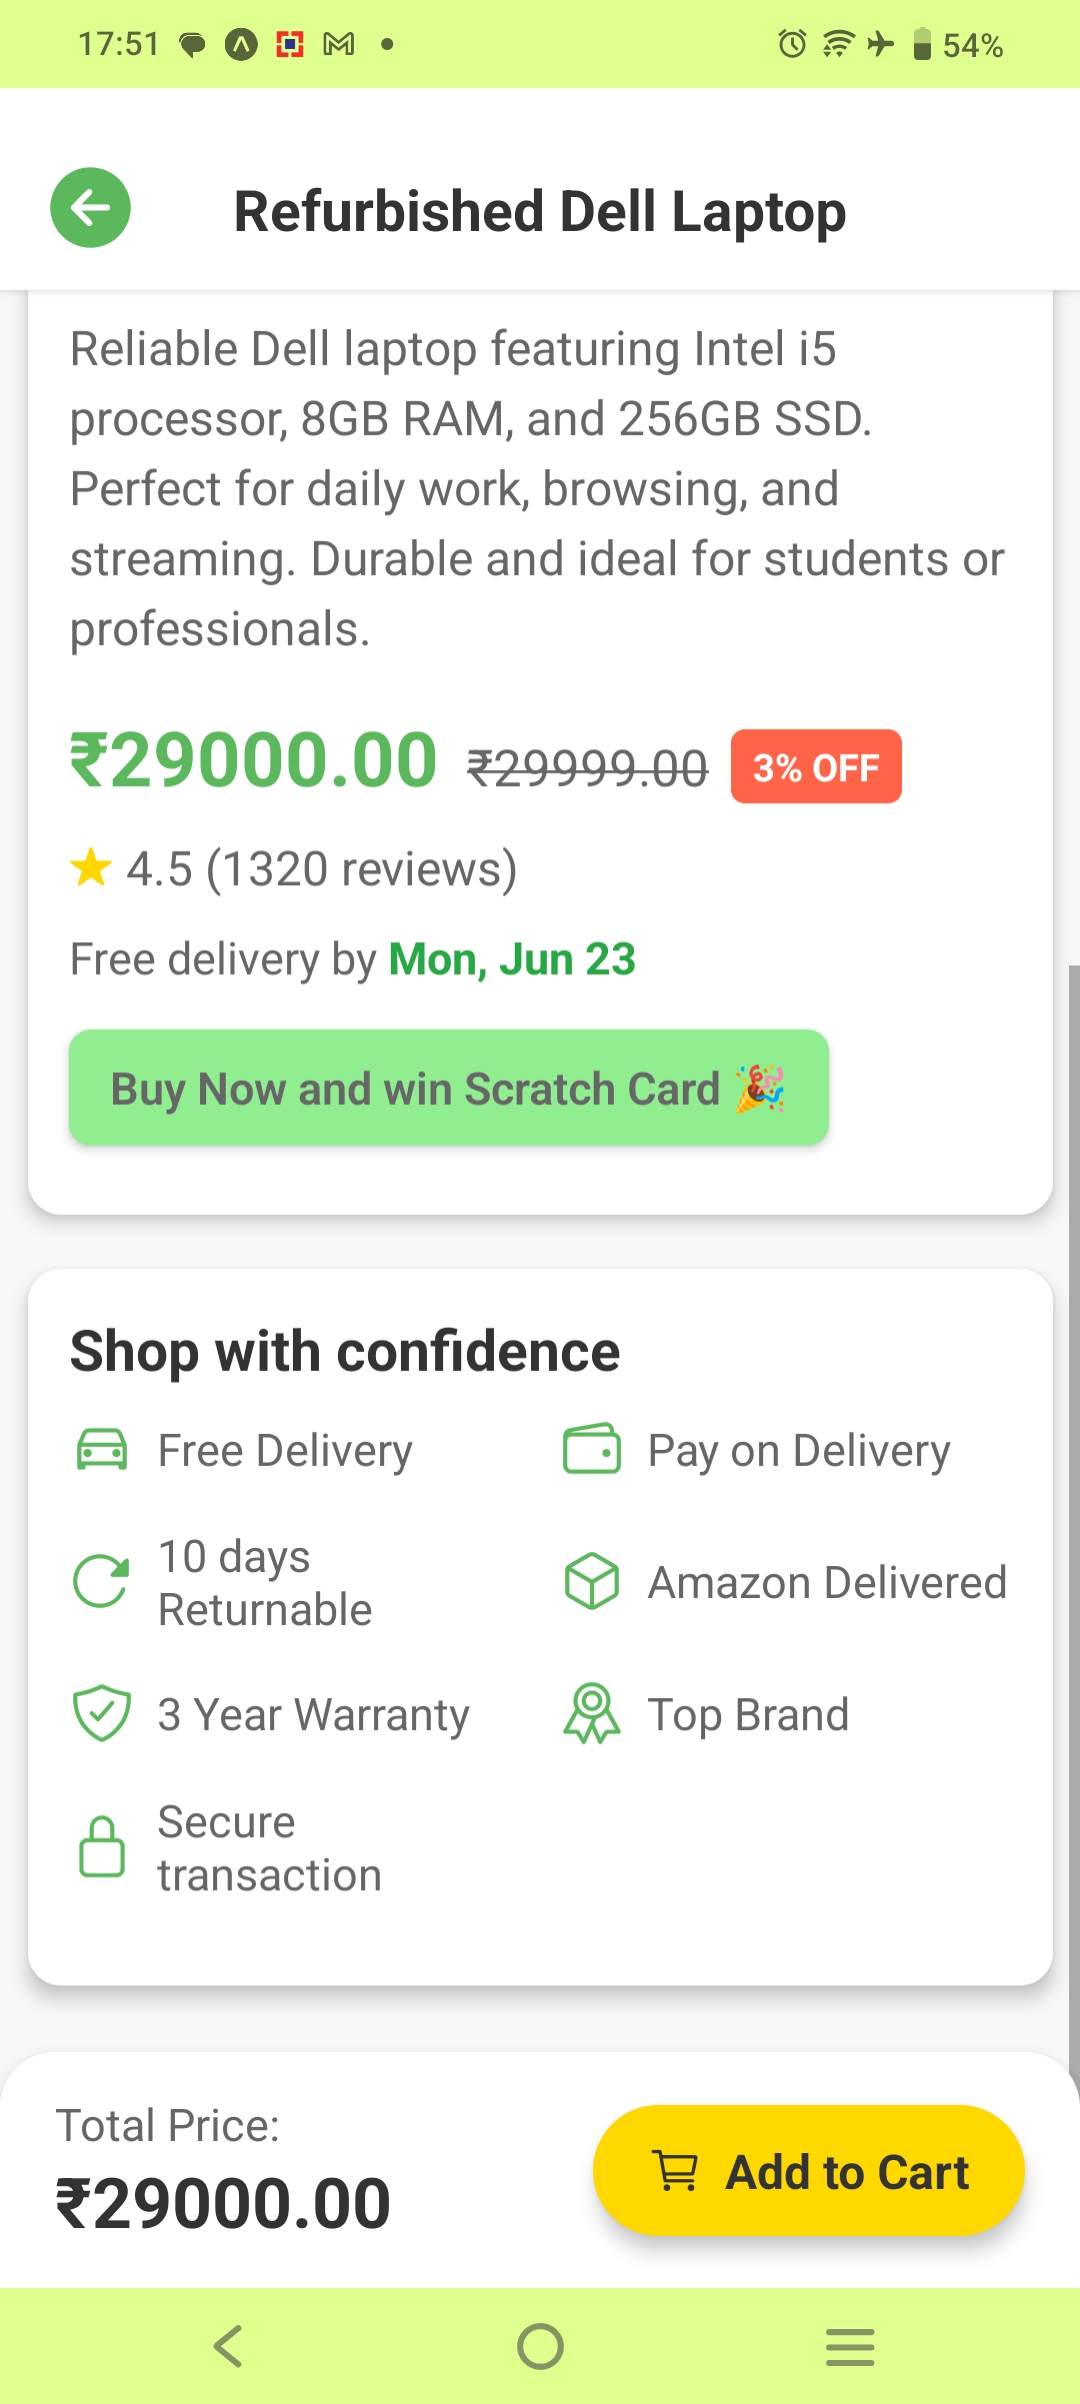 17:51
54%
Refurbished Dell Laptop
Reliable Dell laptop featuring Intel i5
processor, 8GB RAM, and 256GB SSD.
Perfect for daily work, browsing, and
streaming. Durable and ideal for students or
professionals.
₹29000.00 ₹29999.00 3% OFF
4.5 (1320 reviews)
Free delivery by Mon, Jun 23
Buy Now and win Scratch Card 🎉
Shop with confidence
Free Delivery
Pay on Delivery
10 days
Returnable
Amazon Delivered
3 Year Warranty
Top Brand
Secure
transaction
Total Price:
₹29000.00
Add to Cart